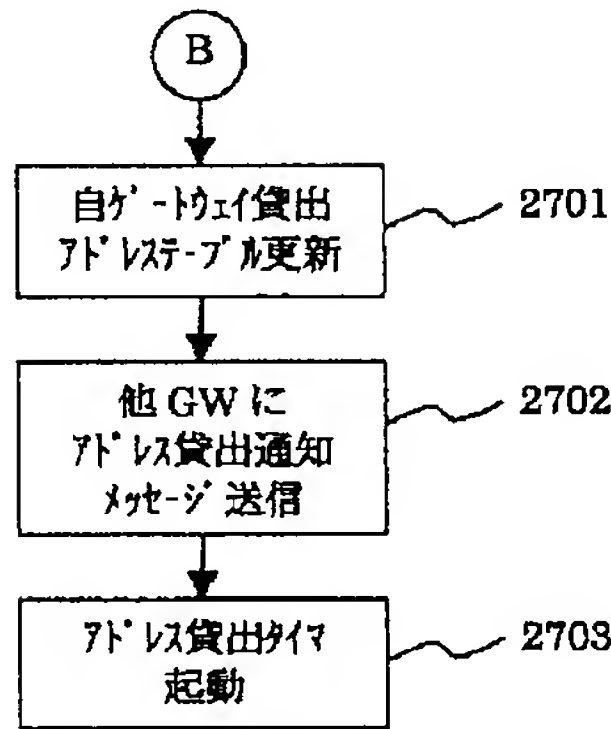 B
自ｹﾞｰﾄｳｪｲ貸出
ｱﾄﾞﾚｽﾃｰﾌﾞﾙ更新
2701
他 GW に
ｱﾄﾞﾚｽ貸出通知
ﾒｯｾｰｼﾞ送信
2702
ｱﾄﾞﾚｽ貸出ﾀｲﾏ
起動
2703